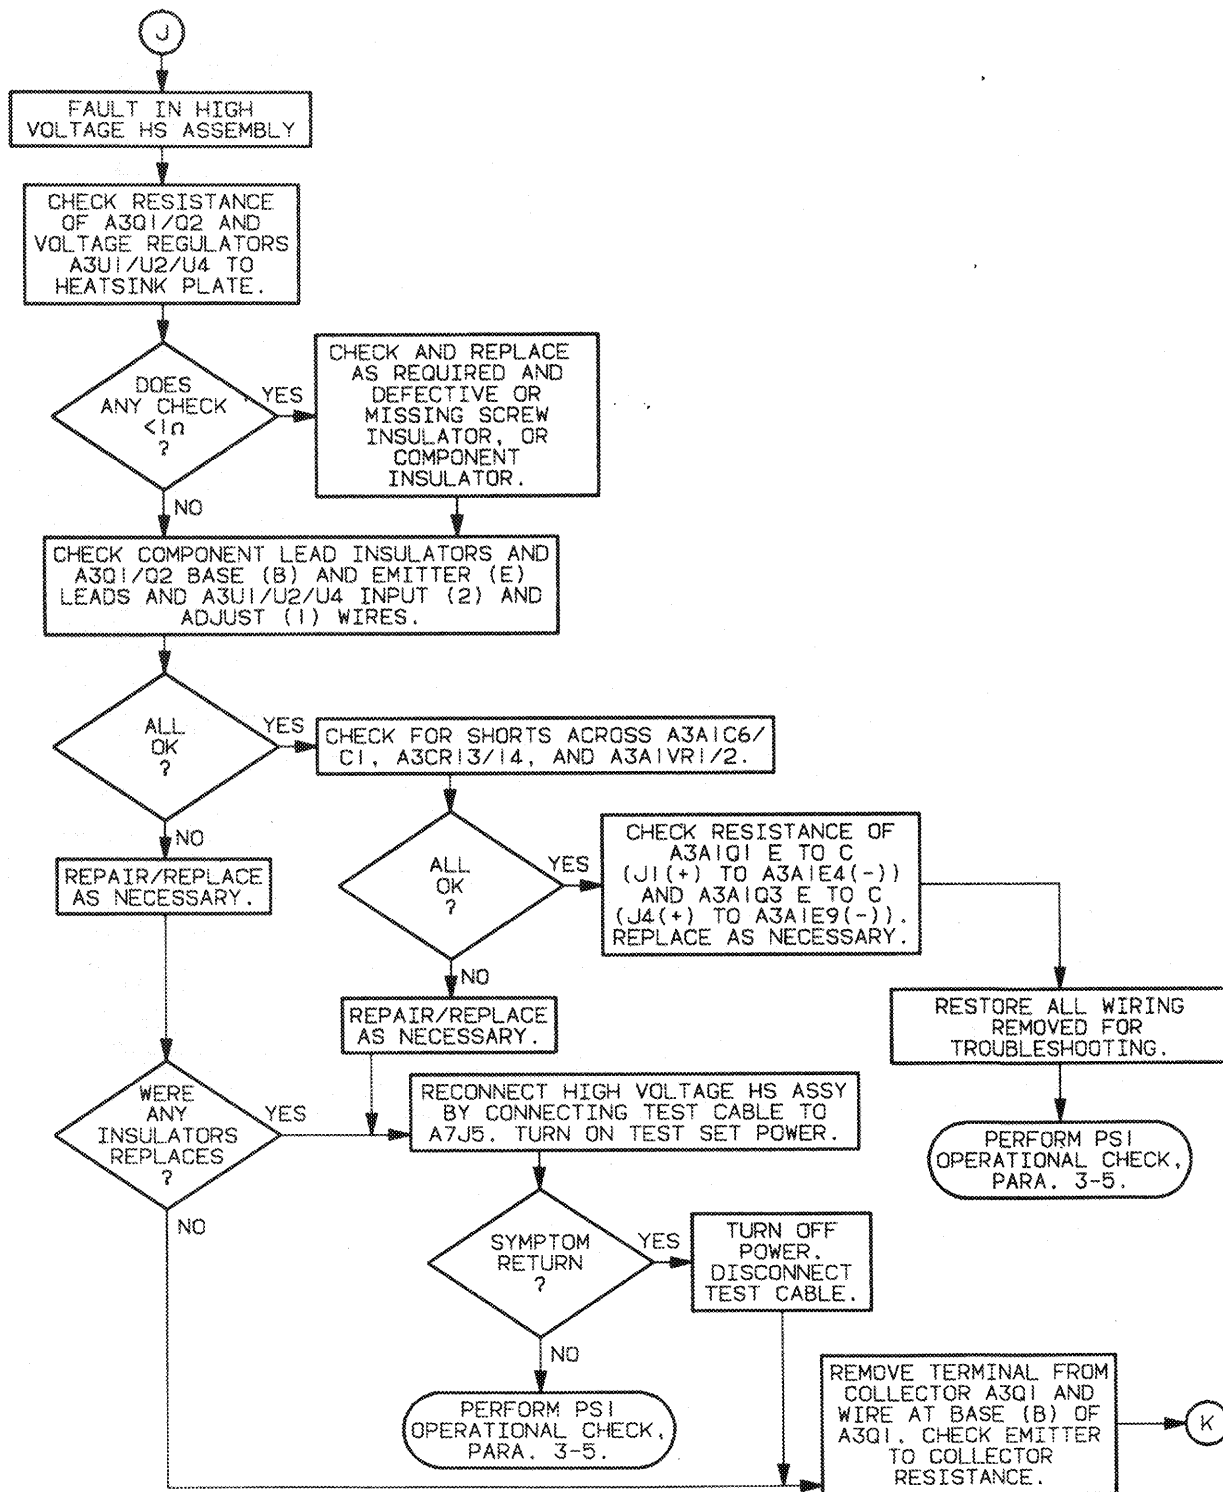 J
FAULT IN HIGH
VOLTAGE HS ASSEMBLY
CHECK RESISTANCE
OF A3Q1/Q2 AND
VOLTAGE REGULATORS
A3U1/U2/U4 TO
HEATSINK PLATE.
DOES
ANY CHECK
<1Ω
?
YES
NO
CHECK AND REPLACE
AS REQUIRED AND
DEFECTIVE OR
MISSING SCREW
INSULATOR, OR
COMPONENT
INSULATOR.
CHECK COMPONENT LEAD INSULATORS AND
A3Q1/Q2 BASE (B) AND EMITTER (E)
LEADS AND A3U1/U2/U4 INPUT (2) AND
ADJUST (1) WIRES.
ALL
OK
?
YES
NO
CHECK FOR SHORTS ACROSS A3A1C6/
C1, A3CR13/14, AND A3A1VR1/2.
REPAIR/REPLACE
AS NECESSARY.
ALL
OK
?
YES
NO
CHECK RESISTANCE OF
A3A1Q1 E TO C
(J1(+) TO A3A1E4(-))
AND A3A1Q3 E TO C
(J4(+) TO A3A1E9(-)).
REPLACE AS NECESSARY.
REPAIR/REPLACE
AS NECESSARY.
RESTORE ALL WIRING
REMOVED FOR
TROUBLESHOOTING.
PERFORM PS1
OPERATIONAL CHECK,
PARA. 3-5.
WERE
ANY
INSULATORS
REPLACES
?
YES
NO
RECONNECT HIGH VOLTAGE HS ASSY
BY CONNECTING TEST CABLE TO
A7J5. TURN ON TEST SET POWER.
SYMPTOM
RETURN
?
YES
NO
TURN OFF
POWER.
DISCONNECT
TEST CABLE.
PERFORM PS1
OPERATIONAL CHECK,
PARA. 3-5.
REMOVE TERMINAL FROM
COLLECTOR A3Q1 AND
WIRE AT BASE (B) OF
A3Q1. CHECK EMITTER
TO COLLECTOR
RESISTANCE.
K